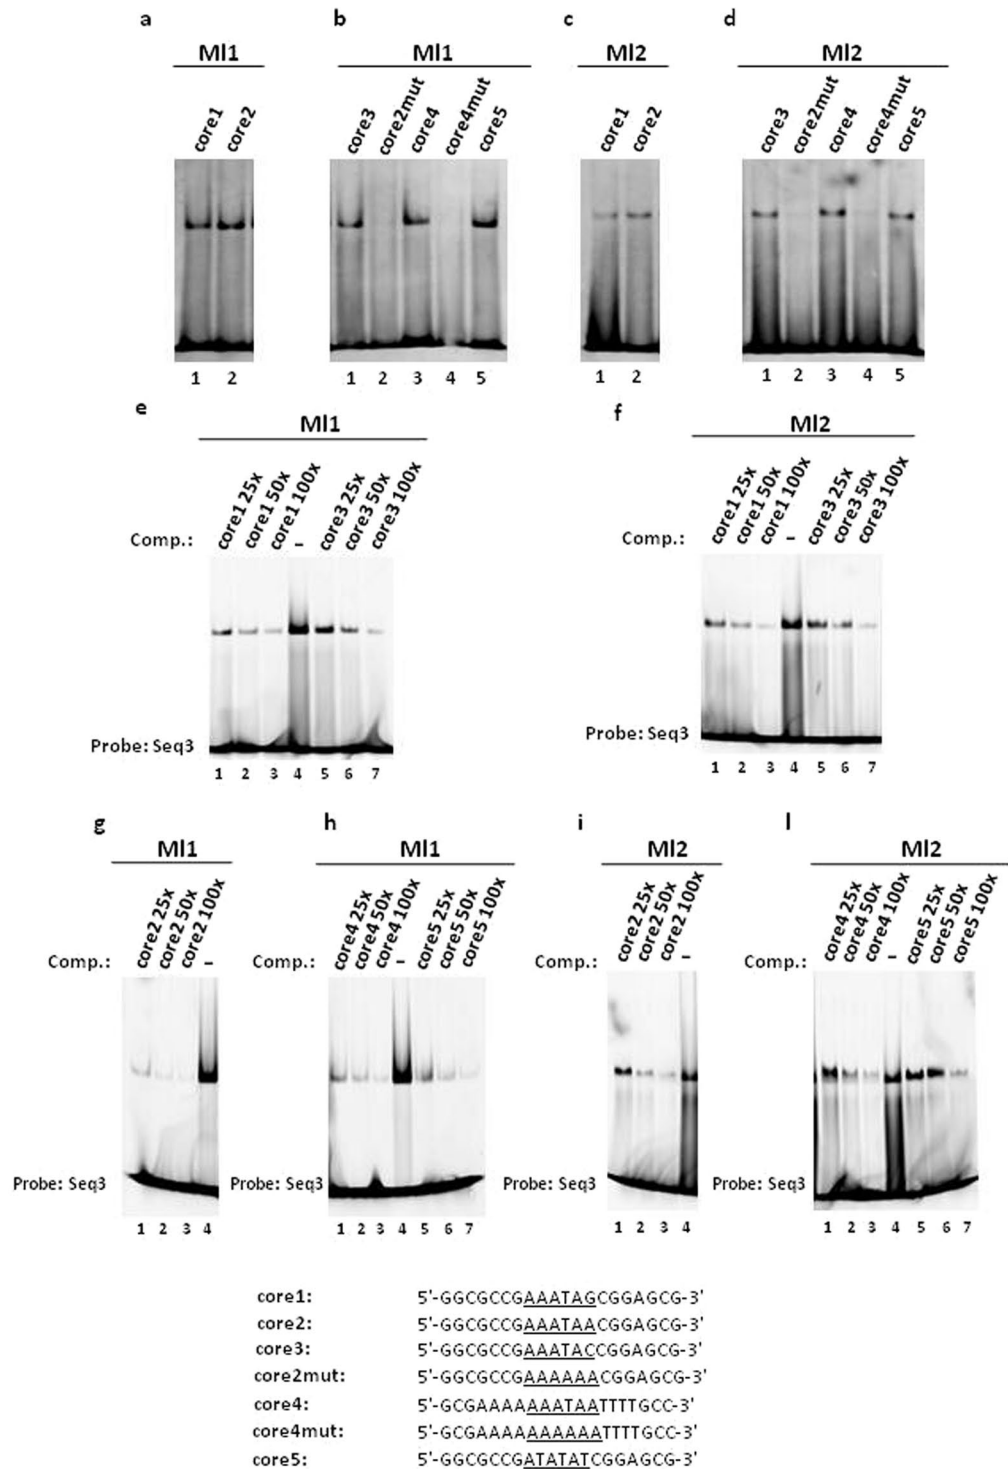 a b c d
Ml1 Ml1 Ml2 Ml2
core1 core2 core3 core2mut core4 core4mut core5 core1 core2 core3 core2mut core4 core4mut core5
1 2 1 2 3 4 5 1 2 1 2 3 4 5
e f
Ml1 Ml2
core1 25x core1 50x core1 100x – core3 25x core3 50x core3 100x core1 25x core1 50x core1 100x – core3 25x core3 50x core3 100x
Comp.: Comp.:
Probe: Seq3 Probe: Seq3
1 2 3 4 5 6 7 1 2 3 4 5 6 7
g h i l
Ml1 Ml1 Ml2 Ml2
core2 25x core2 50x core2 100x – core4 25x core4 50x core4 100x – core5 25x core5 50x core5 100x core2 25x core2 50x core2 100x – core4 25x core4 50x core4 100x – core5 25x core5 50x core5 100x
Comp.: Comp.: Comp.: Comp.:
Probe: Seq3 Probe: Seq3 Probe: Seq3 Probe: Seq3
1 2 3 4 1 2 3 4 5 6 7 1 2 3 4 1 2 3 4 5 6 7
core1: 5'-GGCGCCGAAATAGCGGAGCG-3'
core2: 5'-GGCGCCGAAATAACGGAGCG-3'
core3: 5'-GGCGCCGAAATACCGGAGCG-3'
core2mut: 5'-GGCGCCGAAAAAACGGAGCG-3'
core4: 5'-GCGAAAAAAATAATTTTGCC-3'
core4mut: 5'-GCGAAAAAAAAAATTTTGCC-3'
core5: 5'-GGCGCCGATATATCGGAGCG-3'